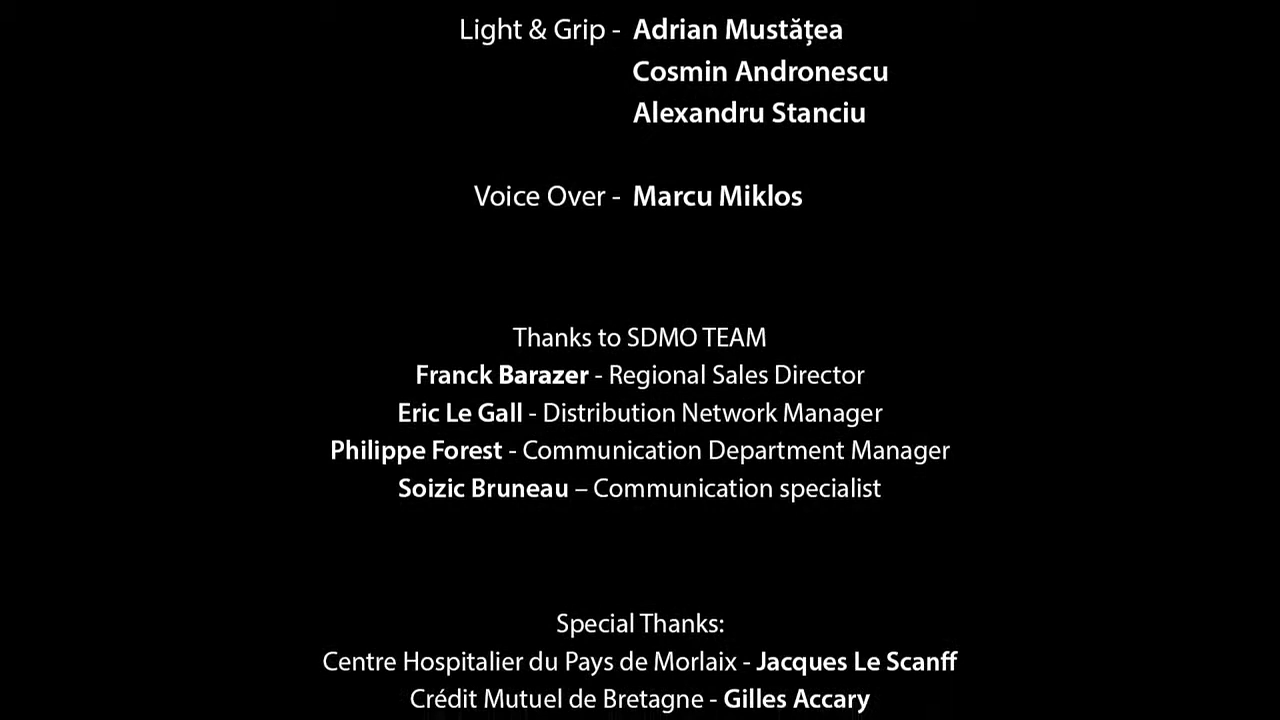 Light & Grip - Adrian Mustățea
Cosmin Andronescu
Alexandru Stanciu
Voice Over - Marcu Miklos
Thanks to SDMO TEAM
Franck Barazer - Regional Sales Director
Eric Le Gall - Distribution Network Manager
Philippe Forest - Communication Department Manager
Soizic Bruneau – Communication specialist
Special Thanks:
Centre Hospitalier du Pays de Morlaix - Jacques Le Scanff
Crédit Mutuel de Bretagne - Gilles Accary